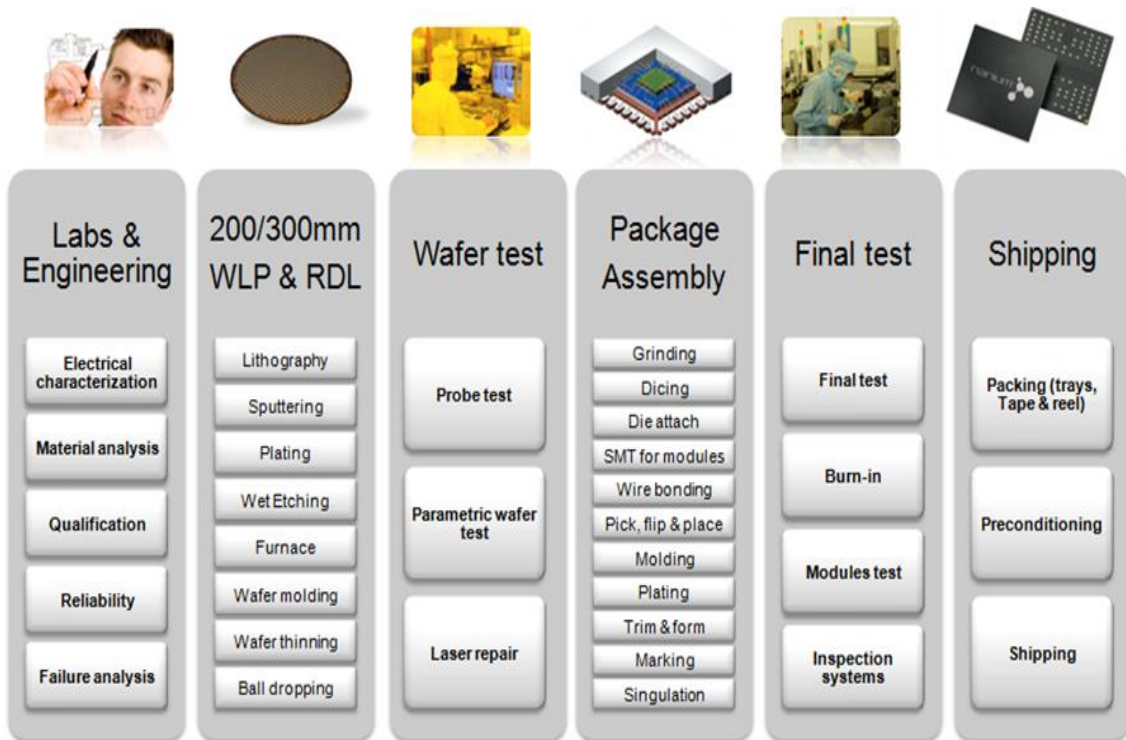 nanium
Labs &
Engineering
Electrical
characterization
Material analysis
Qualification
Reliability
Failure analysis
200/300mm
WLP & RDL
Lithography
Sputtering
Plating
Wet Etching
Furnace
Wafer molding
Wafer thinning
Ball dropping
Wafer test
Probe test
Parametric wafer
test
Laser repair
Package
Assembly
Grinding
Dicing
Die attach
SMT for modules
Wire bonding
Pick, flip & place
Molding
Plating
Trim & form
Marking
Singulation
Final test
Final test
Burn-in
Modules test
Inspection
systems
Shipping
Packing (trays,
Tape & reel)
Preconditioning
Shipping